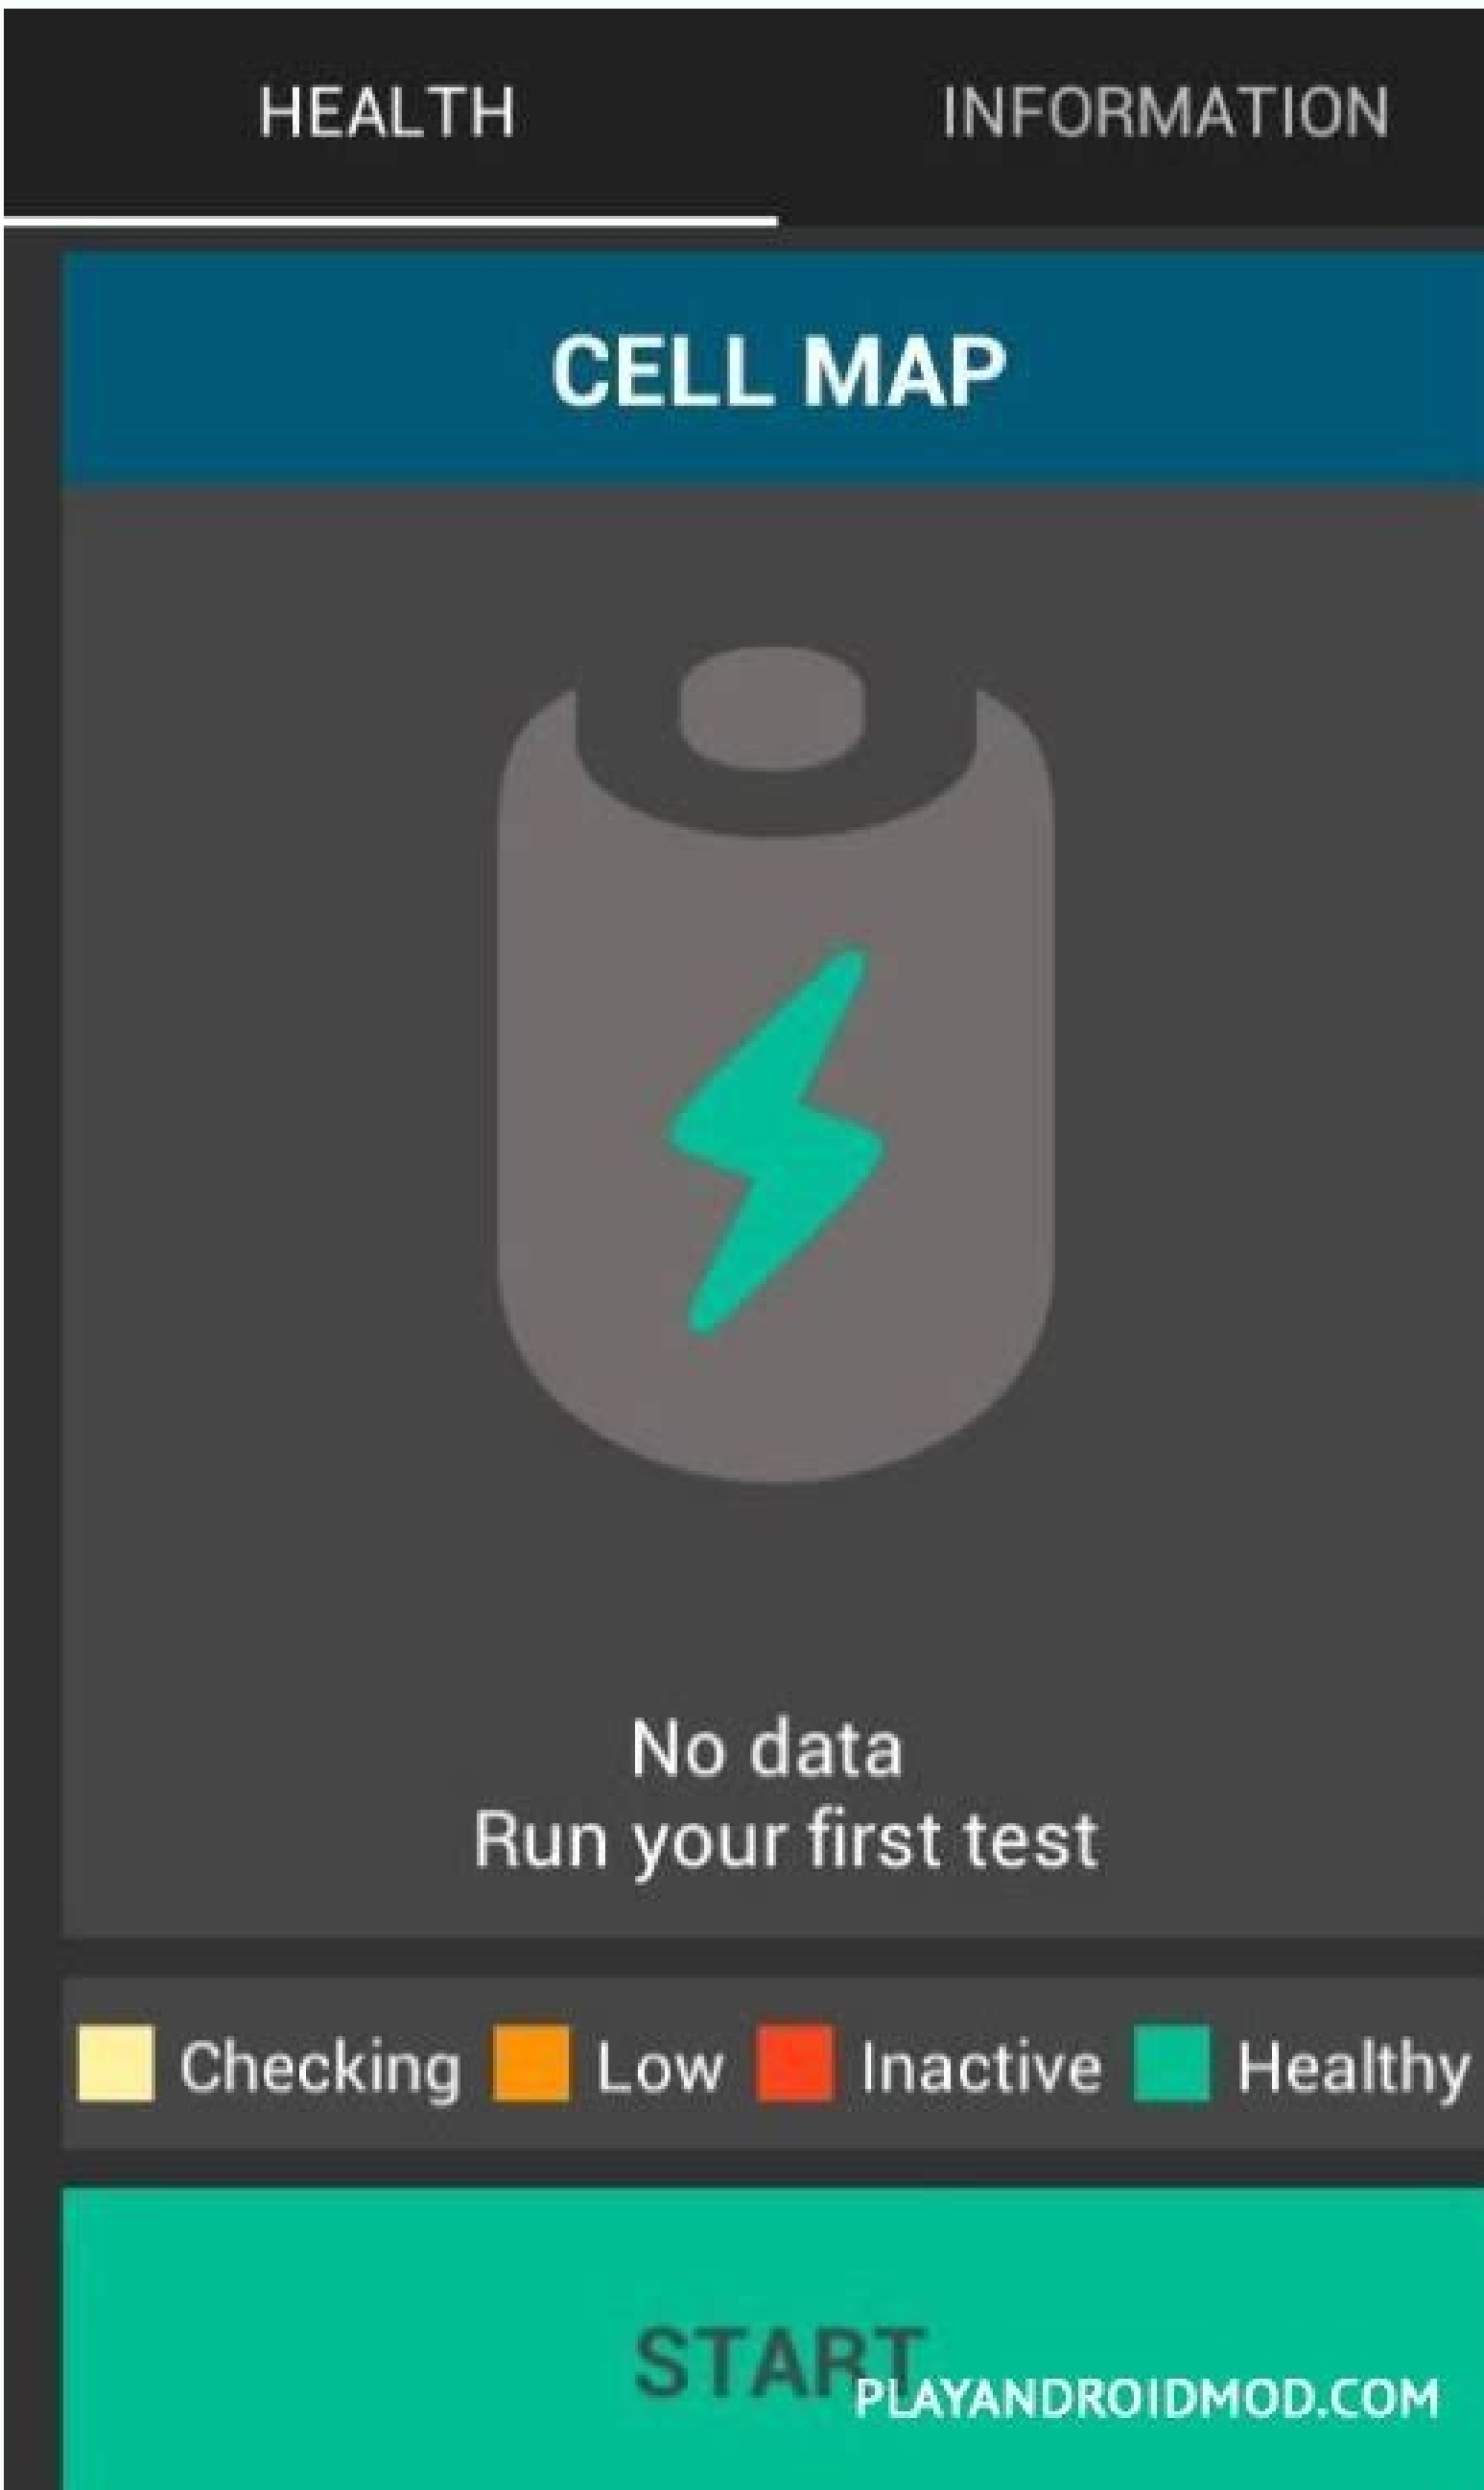 HEALTH INFORMATION
CELL MAP
No data
Run your first test
Checking Low Inactive Healthy
START
PLAYANDROIDMOD.COM